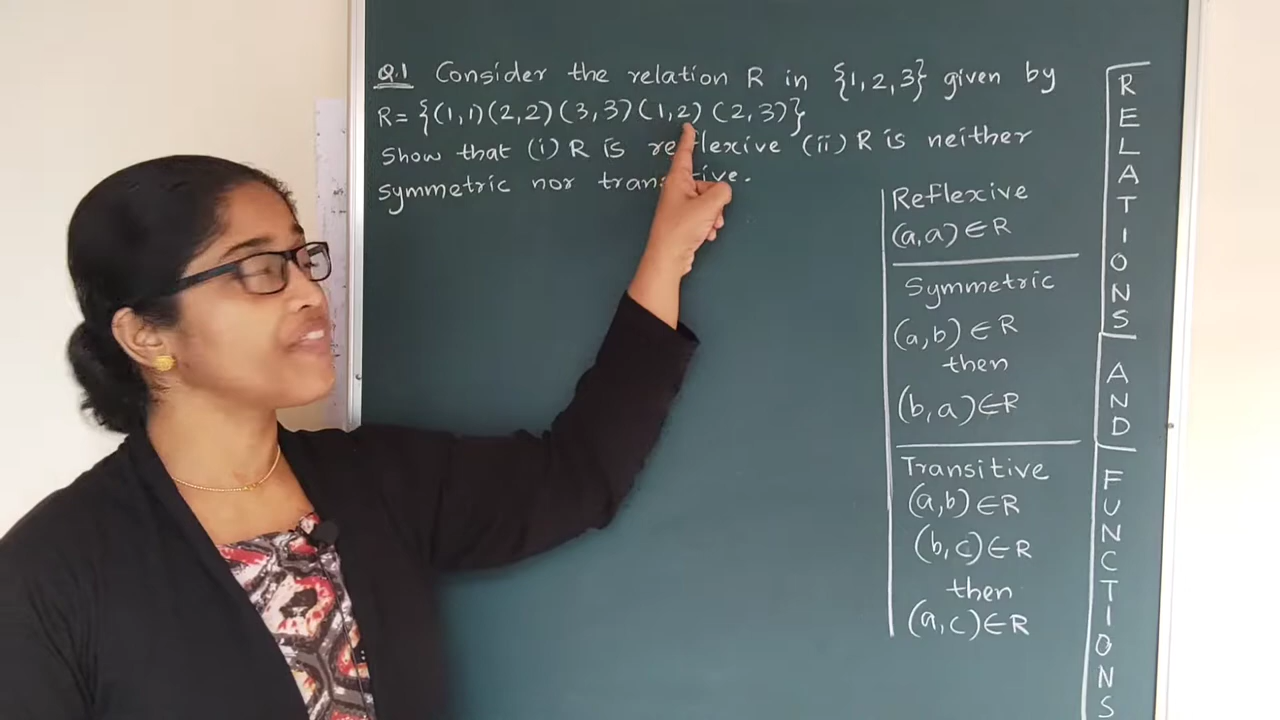 Q.1 Consider the relation R in {1,2,3} given by
R= {(1,1)(2,2)(3,3)(1,2)(2,3)}
Show that (i) R is reflexive (ii) R is neither
symmetric nor transitive.
Reflexive
(a,a)∈R
Symmetric
(a,b)∈R
then
(b,a)∈R
Transitive
(a,b)∈R
(b,c)∈R
then
(a,c)∈R
RELATIONS
AND
FUNCTIONS